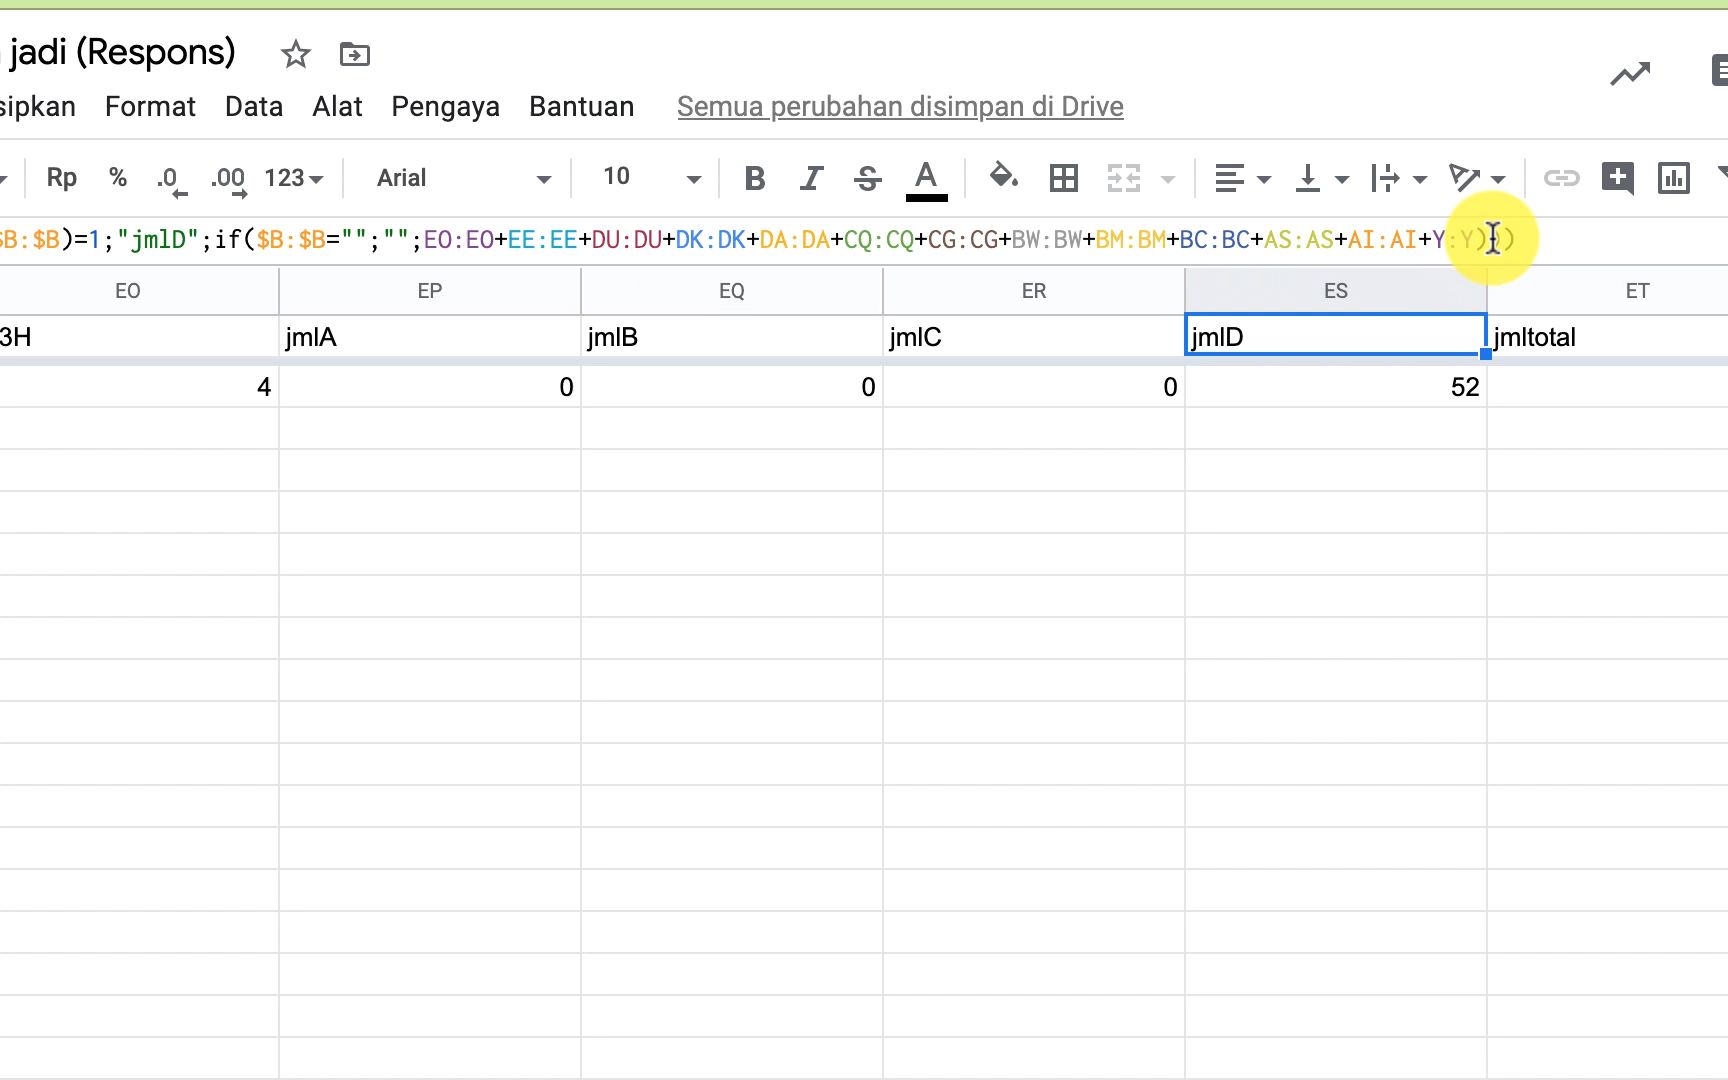 jadi (Respons)
sipkan Format Data Alat Pengaya Bantuan Semua perubahan disimpan di Drive
Rp % .0 .00 123 Arial 10 B I S A
$B:$B)=1;"jmlD";if($B:$B="";"";EO:EO+EE:EE+DU:DU+DK:DK+DA:DA+CQ:CQ+CG:CG+BW:BW+BM:BM+BC:BC+AS:AS+AI:AI+Y:Y)))
EO EP EQ ER ES ET
3H jmlA jmlB jmlC jmlD jmltotal
4 0 0 0 52